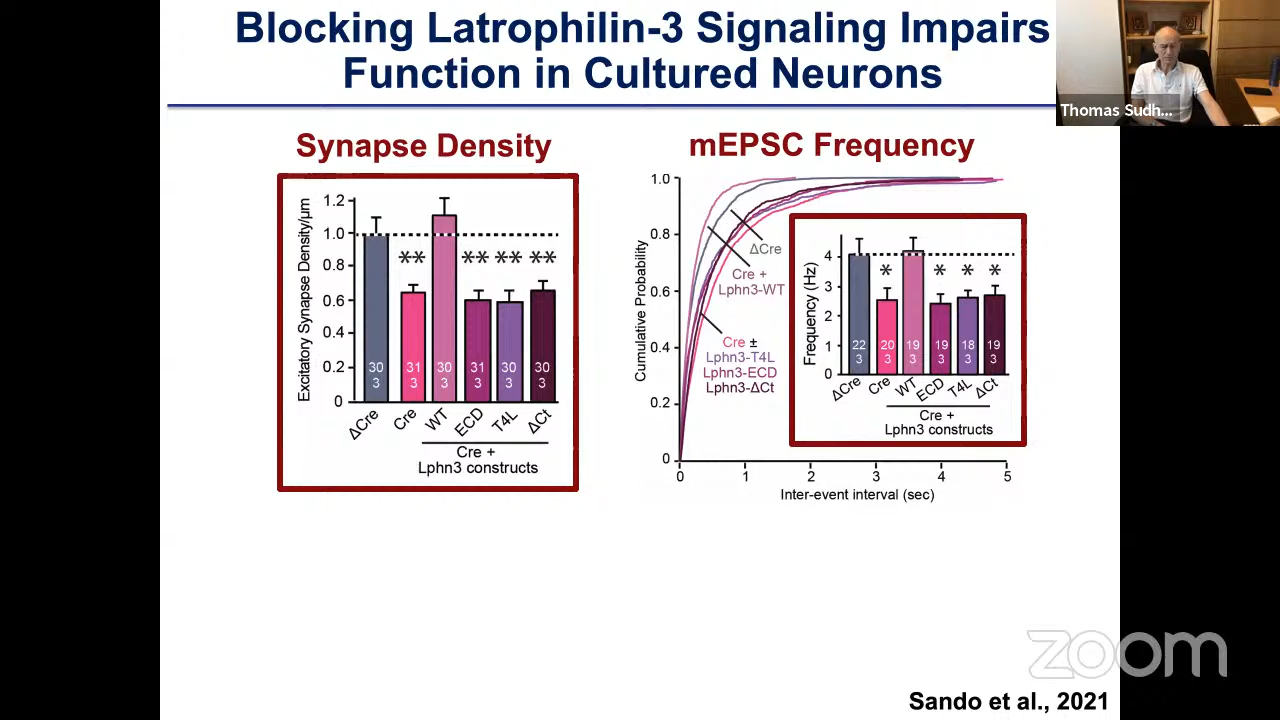 Blocking Latrophilin-3 Signaling Impairs
Function in Cultured Neurons
Thomas Sudh...
Synapse Density
Excitatory Synapse Density/μm
1.2
1.0
0.8
0.6
0.4
0.2
0
**
** ** **
30 31 30 31 30 30
3 3 3 3 3 3
ΔCre Cre WT ECD T4L ΔCt
Cre +
Lphn3 constructs
mEPSC Frequency
Cumulative Probability
1.0
0.8
0.6
0.4
0.2
0
0 1 2 3 4 5
Inter-event interval (sec)
ΔCre
Cre +
Lphn3-WT
Cre ±
Lphn3-T4L
Lphn3-ECD
Lphn3-ΔCt
Frequency (Hz)
4
3
2
1
0
*
* * *
22 20 19 19 18 19
3 3 3 3 3 3
ΔCre Cre WT ECD T4L ΔCt
Cre +
Lphn3 constructs
zoom
Sando et al., 2021